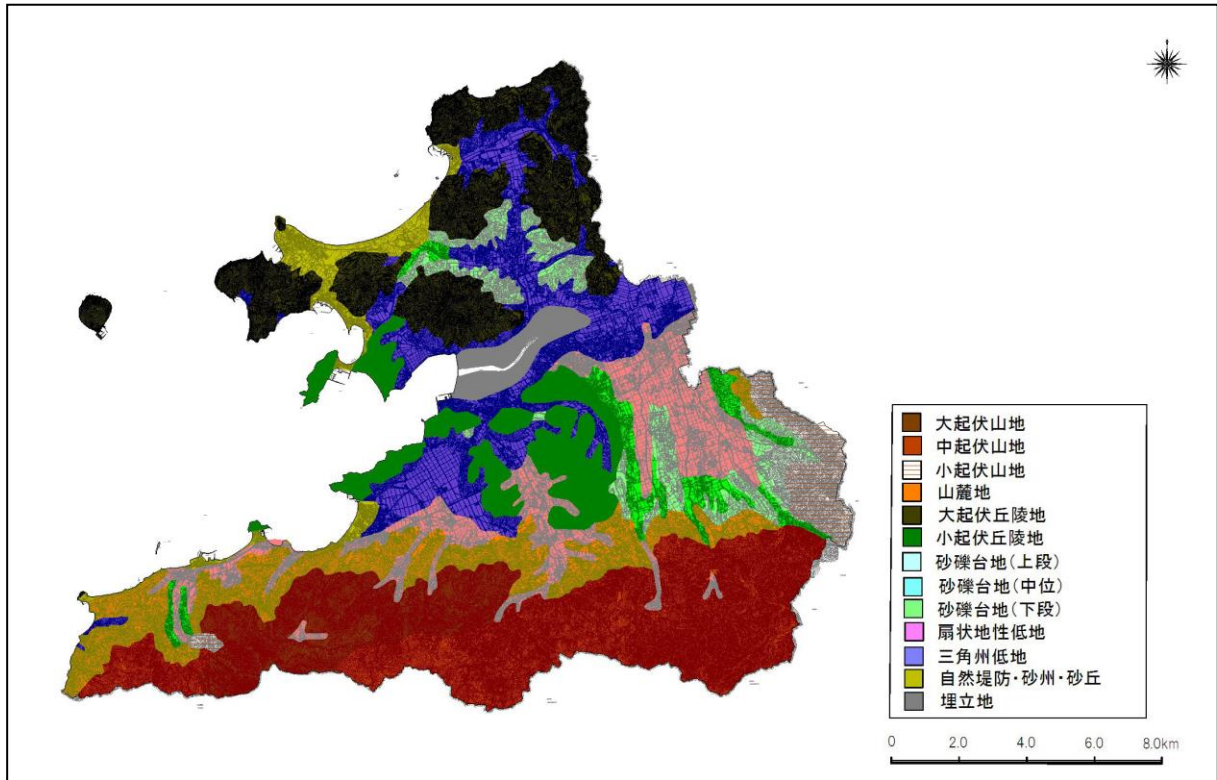 大起伏山地
中起伏山地
小起伏山地
山麓地
大起伏丘陵地
小起伏丘陵地
砂礫台地(上段)
砂礫台地(中位)
砂礫台地(下段)
扇状地性低地
三角州低地
自然堤防・砂州・砂丘
埋立地
0 2.0 4.0 6.0 8.0km